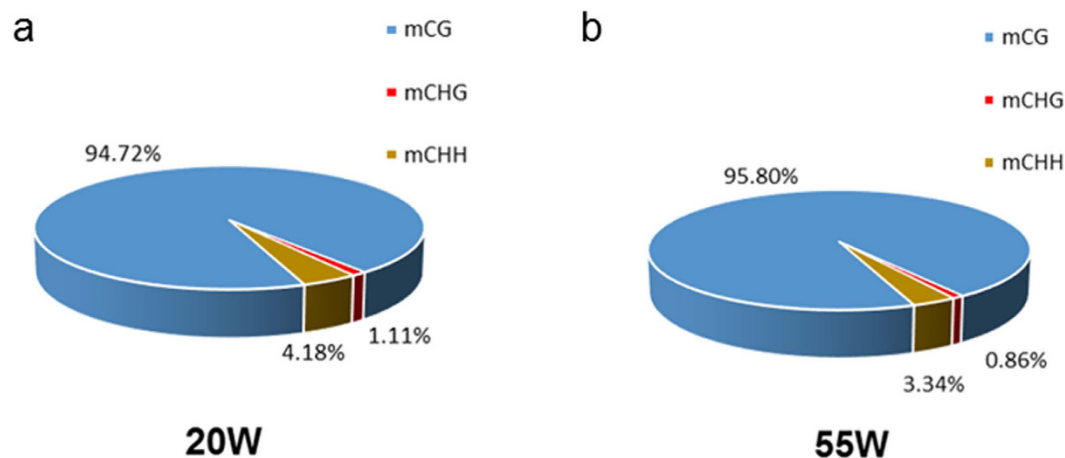 a
mCG
mCHG
mCHH
94.72%
4.18%
1.11%
20W
b
mCG
mCHG
mCHH
95.80%
3.34%
0.86%
55W